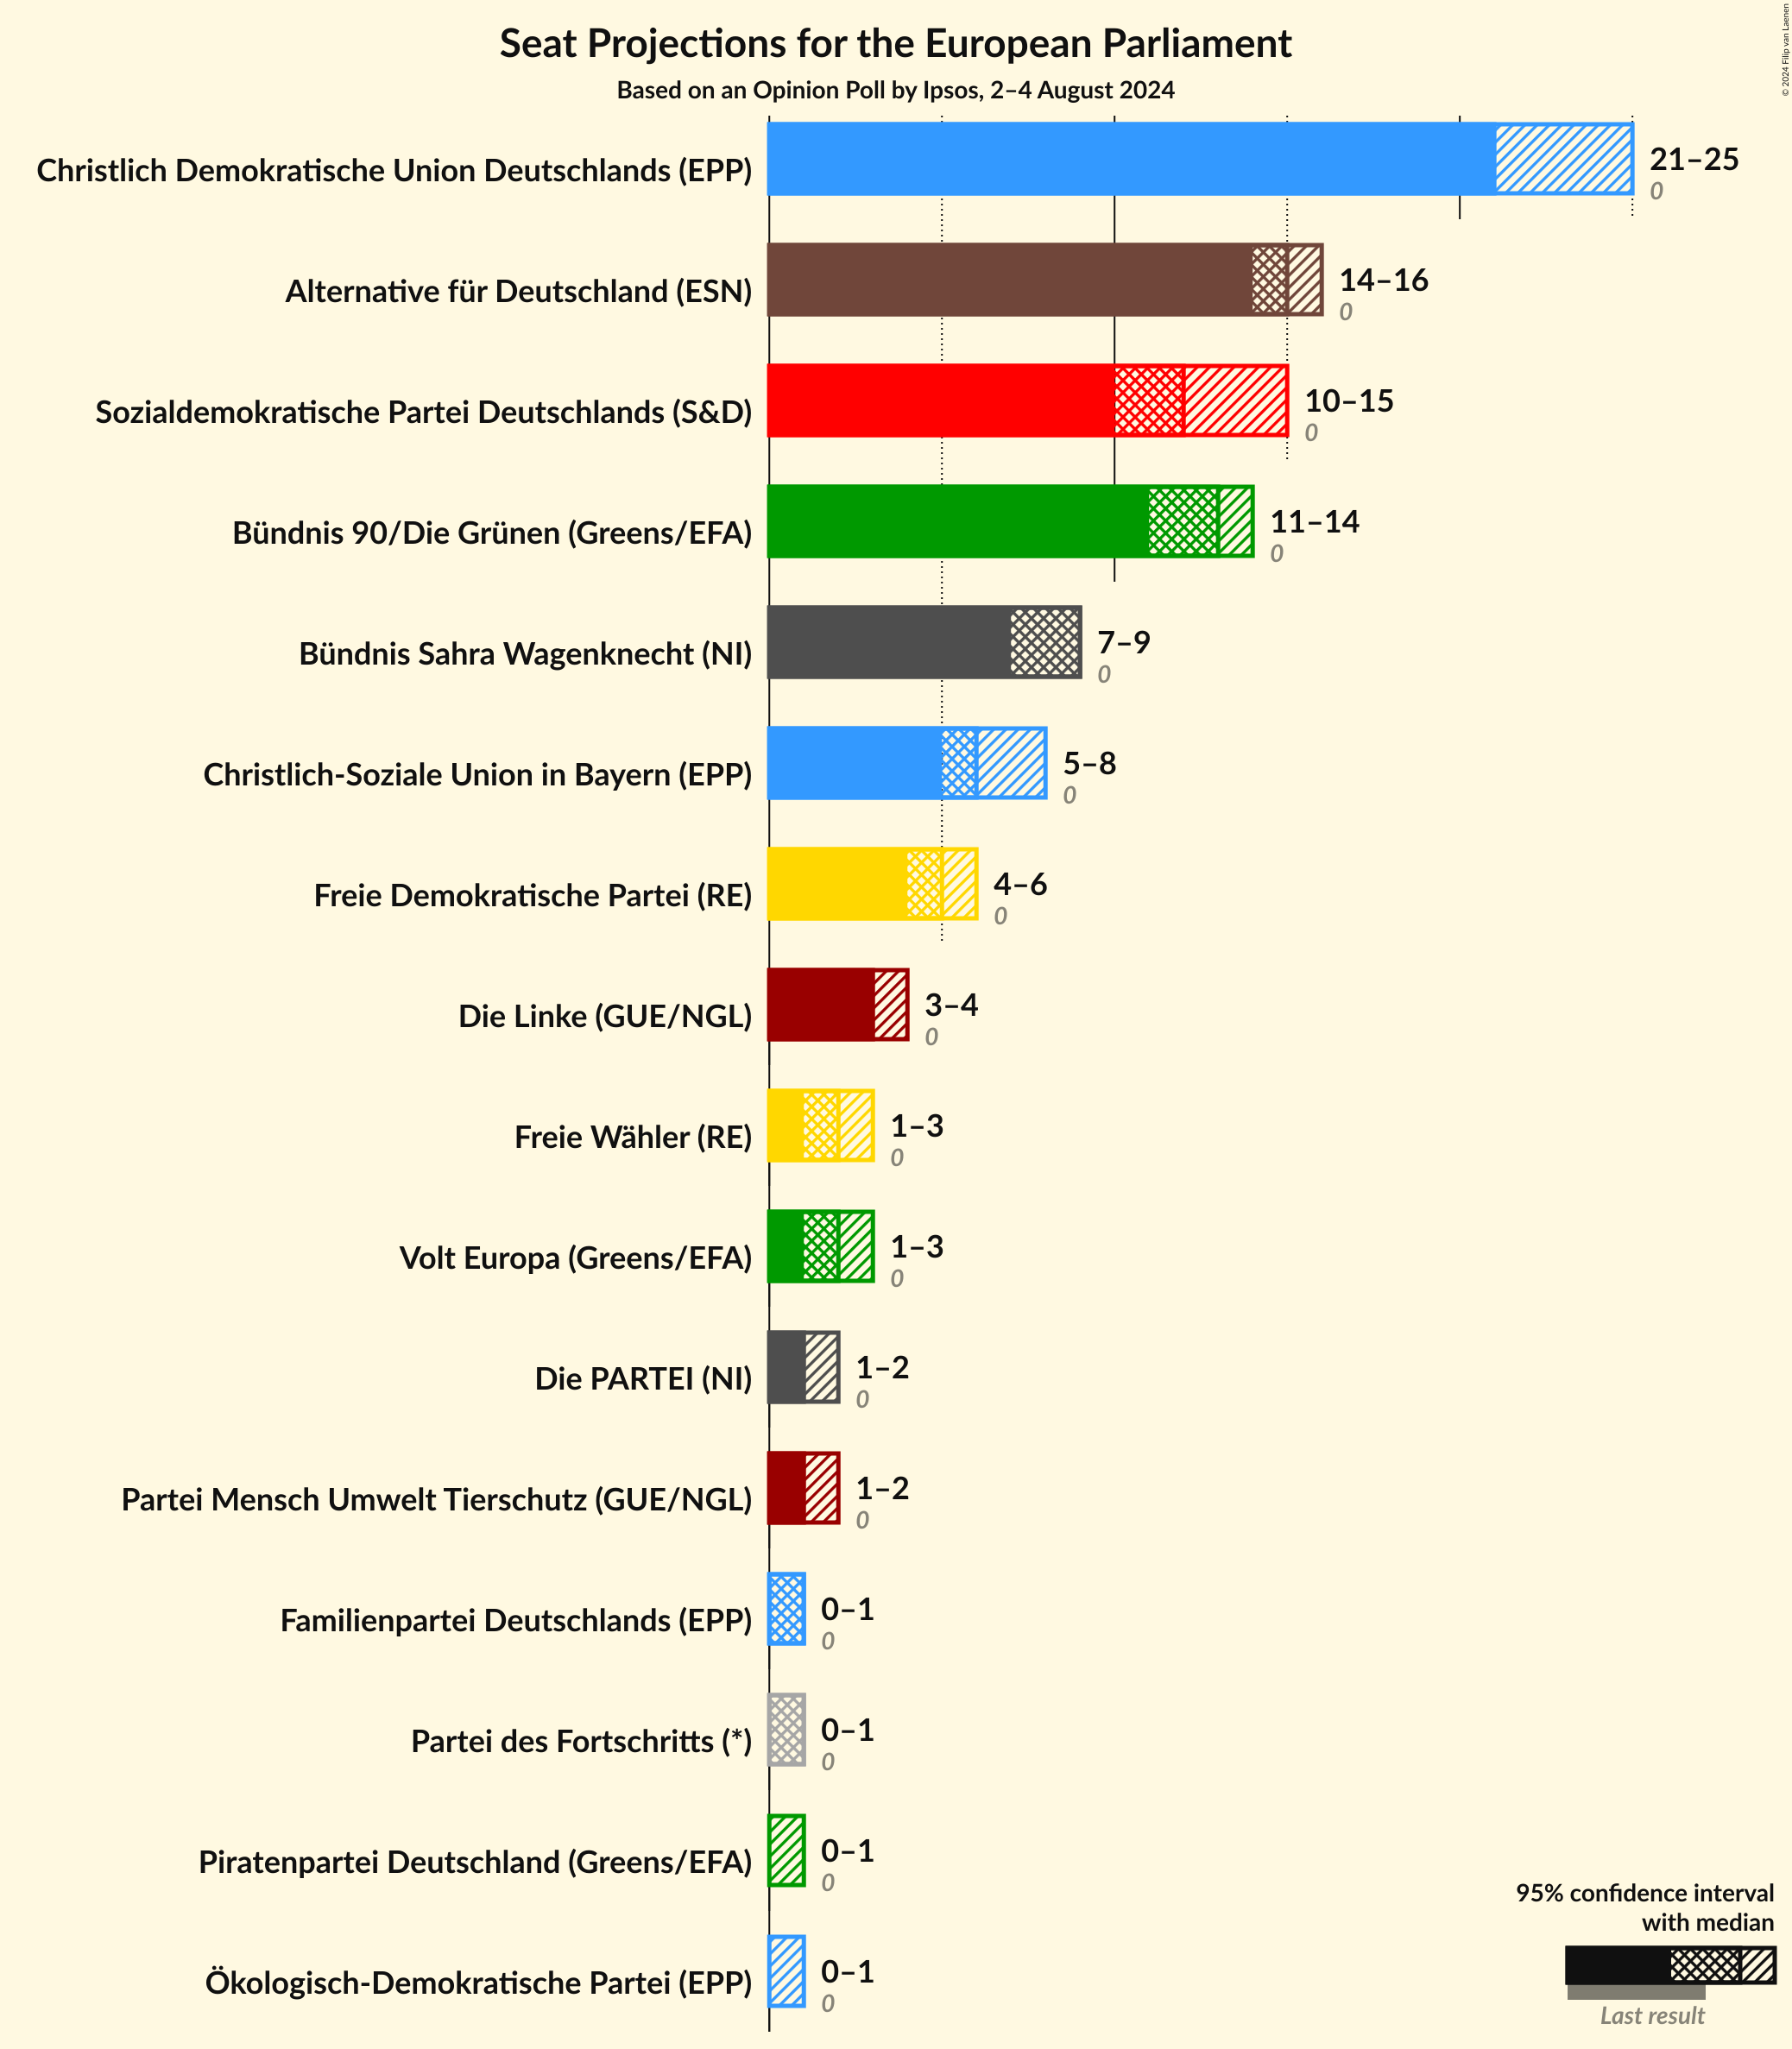 Seat Projections for the European Parliament
Based on an Opinion Poll by Ipsos, 2–4 August 2024
© 2024 Filip van Laenen
Christlich Demokratische Union Deutschlands (EPP)
21–25
0
Alternative für Deutschland (ESN)
14–16
0
Sozialdemokratische Partei Deutschlands (S&D)
10–15
0
Bündnis 90/Die Grünen (Greens/EFA)
11–14
0
Bündnis Sahra Wagenknecht (NI)
7–9
0
Christlich-Soziale Union in Bayern (EPP)
5–8
0
Freie Demokratische Partei (RE)
4–6
0
Die Linke (GUE/NGL)
3–4
0
Freie Wähler (RE)
1–3
0
Volt Europa (Greens/EFA)
1–3
0
Die PARTEI (NI)
1–2
0
Partei Mensch Umwelt Tierschutz (GUE/NGL)
1–2
0
Familienpartei Deutschlands (EPP)
0–1
0
Partei des Fortschritts (*)
0–1
0
Piratenpartei Deutschland (Greens/EFA)
0–1
0
Ökologisch-Demokratische Partei (EPP)
0–1
0
95% confidence interval
with median
Last result